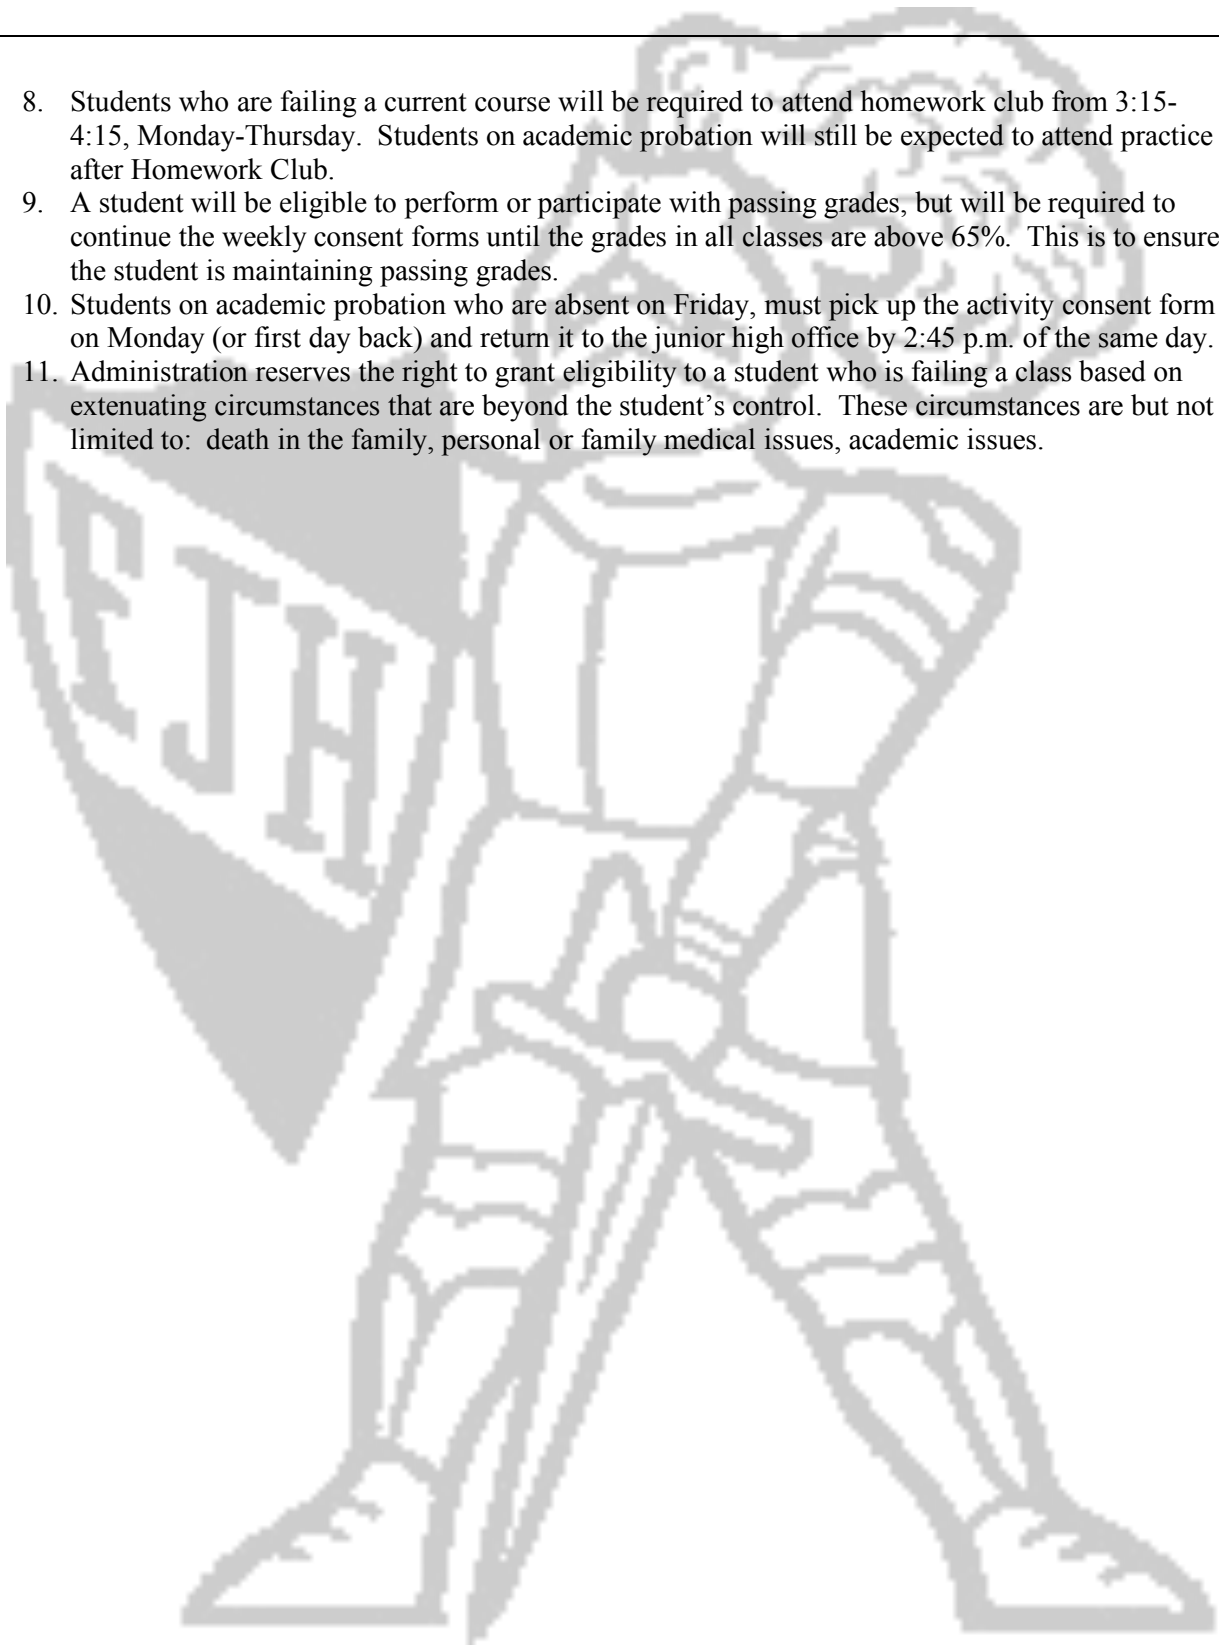 8. Students who are failing a current course will be required to attend homework club from 3:15-
4:15, Monday-Thursday. Students on academic probation will still be expected to attend practice
after Homework Club.
9. A student will be eligible to perform or participate with passing grades, but will be required to
continue the weekly consent forms until the grades in all classes are above 65%. This is to ensure
the student is maintaining passing grades.
10. Students on academic probation who are absent on Friday, must pick up the activity consent form
on Monday (or first day back) and return it to the junior high office by 2:45 p.m. of the same day.
11. Administration reserves the right to grant eligibility to a student who is failing a class based on
extenuating circumstances that are beyond the student's control. These circumstances are but not
limited to: death in the family, personal or family medical issues, academic issues.
FJH